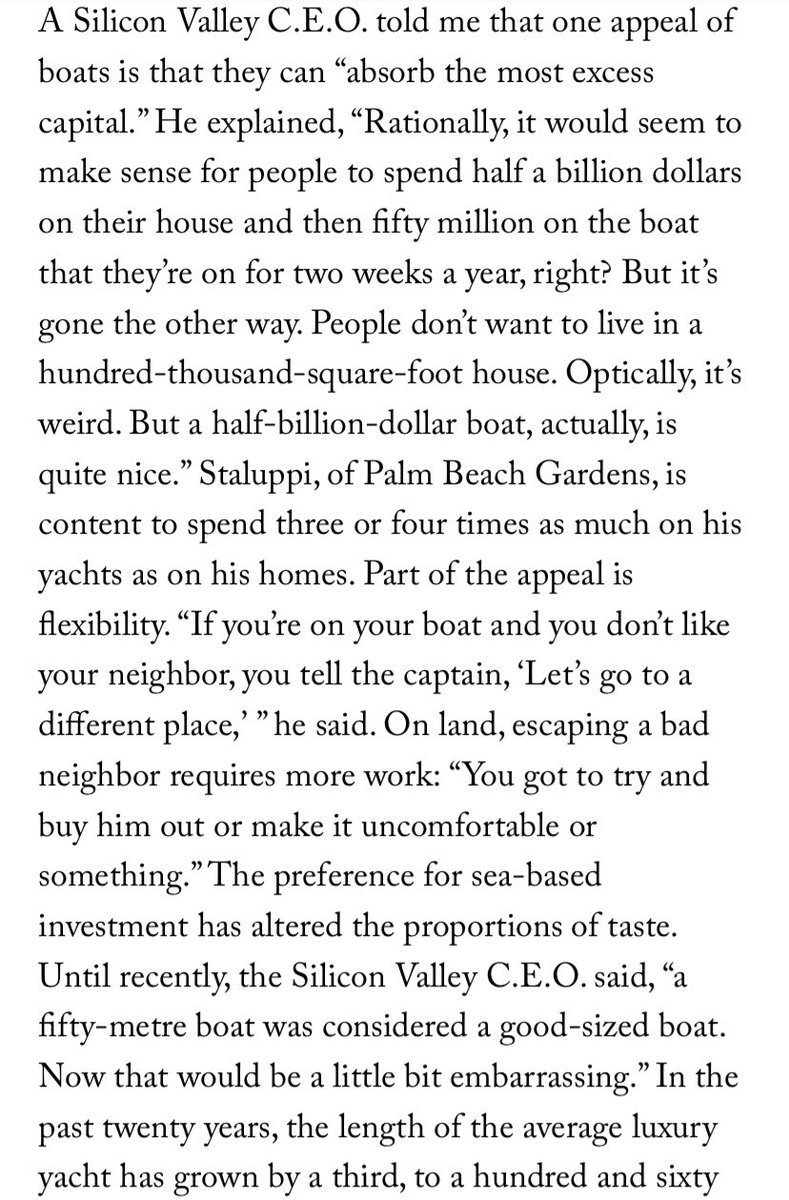 A Silicon Valley C.E.O. told me that one appeal of
boats is that they can “absorb the most excess
capital.” He explained, “Rationally, it would seem to
make sense for people to spend half a billion dollars
on their house and then fifty million on the boat
that they’re on for two weeks a year, right? But it’s
gone the other way. People don’t want to live in a
hundred-thousand-square-foot house. Optically, it’s
weird. But a half-billion-dollar boat, actually, is
quite nice.” Staluppi, of Palm Beach Gardens, is
content to spend three or four times as much on his
yachts as on his homes. Part of the appeal is
flexibility. “If you’re on your boat and you don’t like
your neighbor, you tell the captain, ‘Let’s go to a
different place,’ ” he said. On land, escaping a bad
neighbor requires more work: “You got to try and
buy him out or make it uncomfortable or
something.” The preference for sea-based
investment has altered the proportions of taste.
Until recently, the Silicon Valley C.E.O. said, “a
fifty-metre boat was considered a good-sized boat.
Now that would be a little bit embarrassing.” In the
past twenty years, the length of the average luxury
yacht has grown by a third, to a hundred and sixty